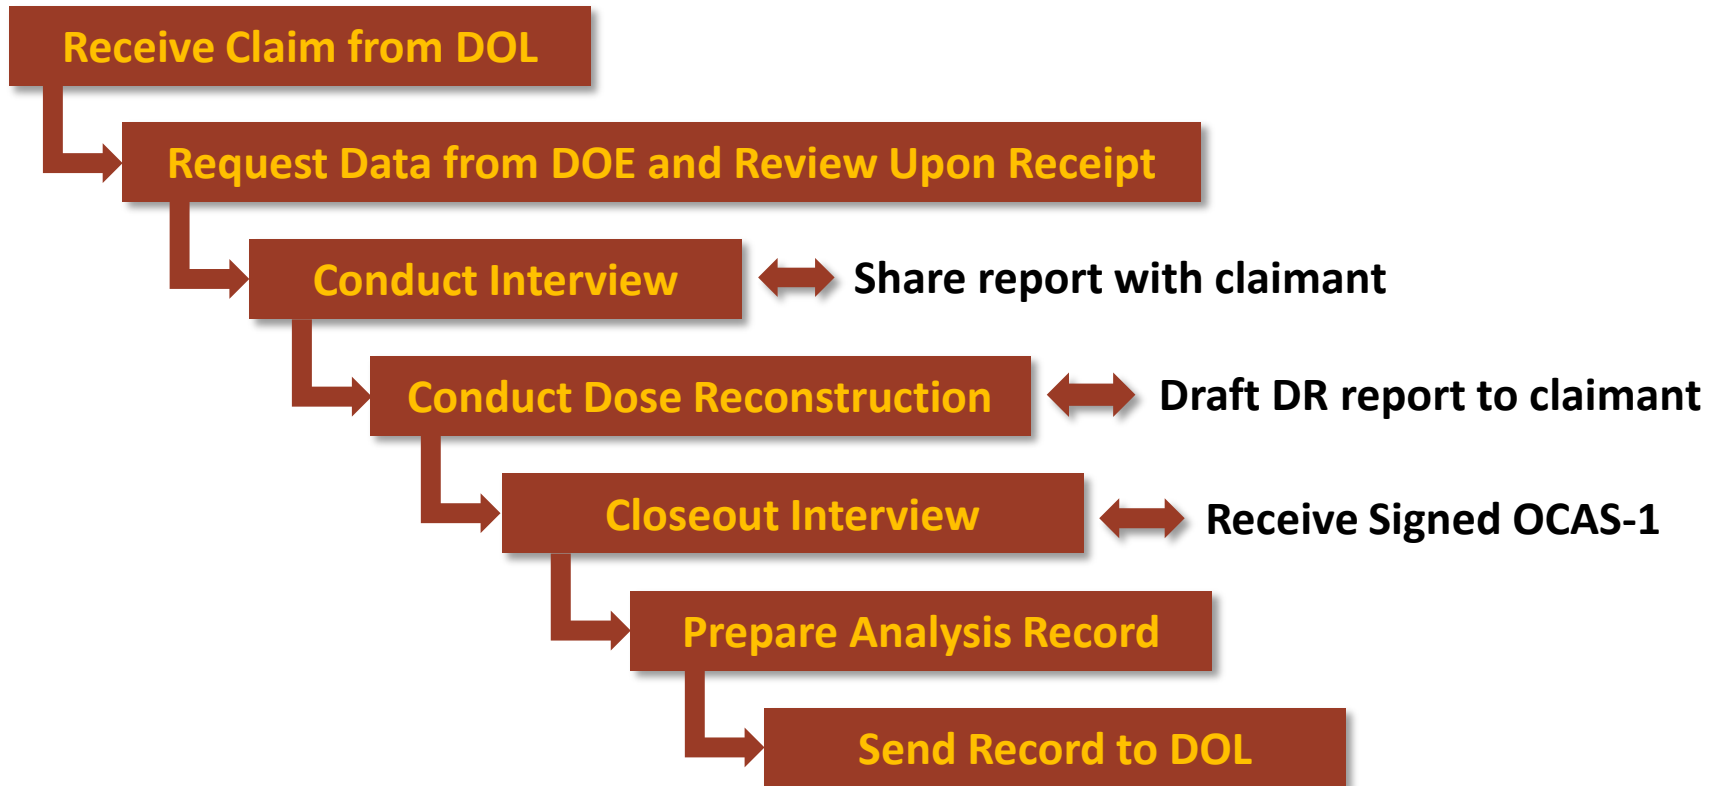 Receive Claim from DOL
Request Data from DOE and Review Upon Receipt
Conduct Interview
Share report with claimant
Conduct Dose Reconstruction
Draft DR report to claimant
Closeout Interview
Receive Signed OCAS-1
Prepare Analysis Record
Send Record to DOL